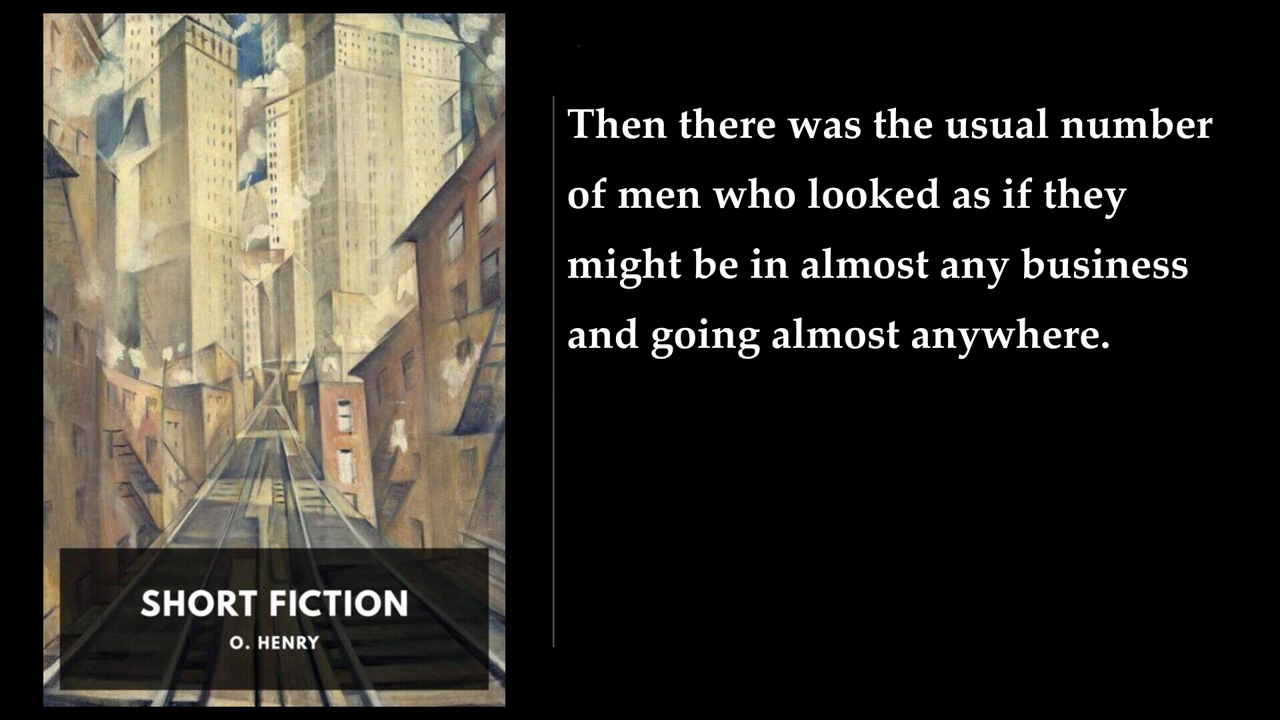 SHORT FICTION
O. HENRY
Then there was the usual number
of men who looked as if they
might be in almost any business
and going almost anywhere.